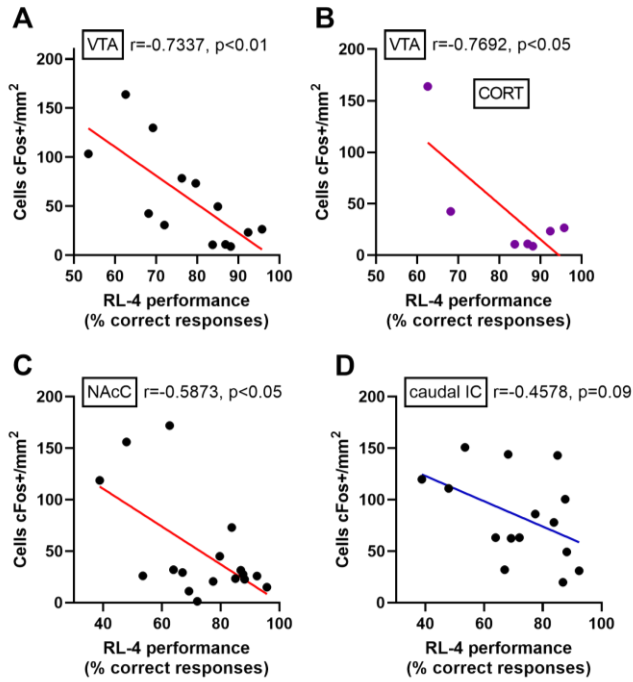 A
VTA r=-0.7337, p<0.01
Cells cFos+/mm2
200
150
100
50
0
50 60 70 80 90 100
RL-4 performance
(% correct responses)
B
VTA r=-0.7692, p<0.05
CORT
Cells cFos+/mm2
200
150
100
50
0
50 60 70 80 90 100
RL-4 performance
(% correct responses)
C
NAcC r=-0.5873, p<0.05
Cells cFos+/mm2
200
150
100
50
0
40 60 80 100
RL-4 performance
(% correct responses)
D
caudal IC r=-0.4578, p=0.09
Cells cFos+/mm2
200
150
100
50
0
40 60 80 100
RL-4 performance
(% correct responses)